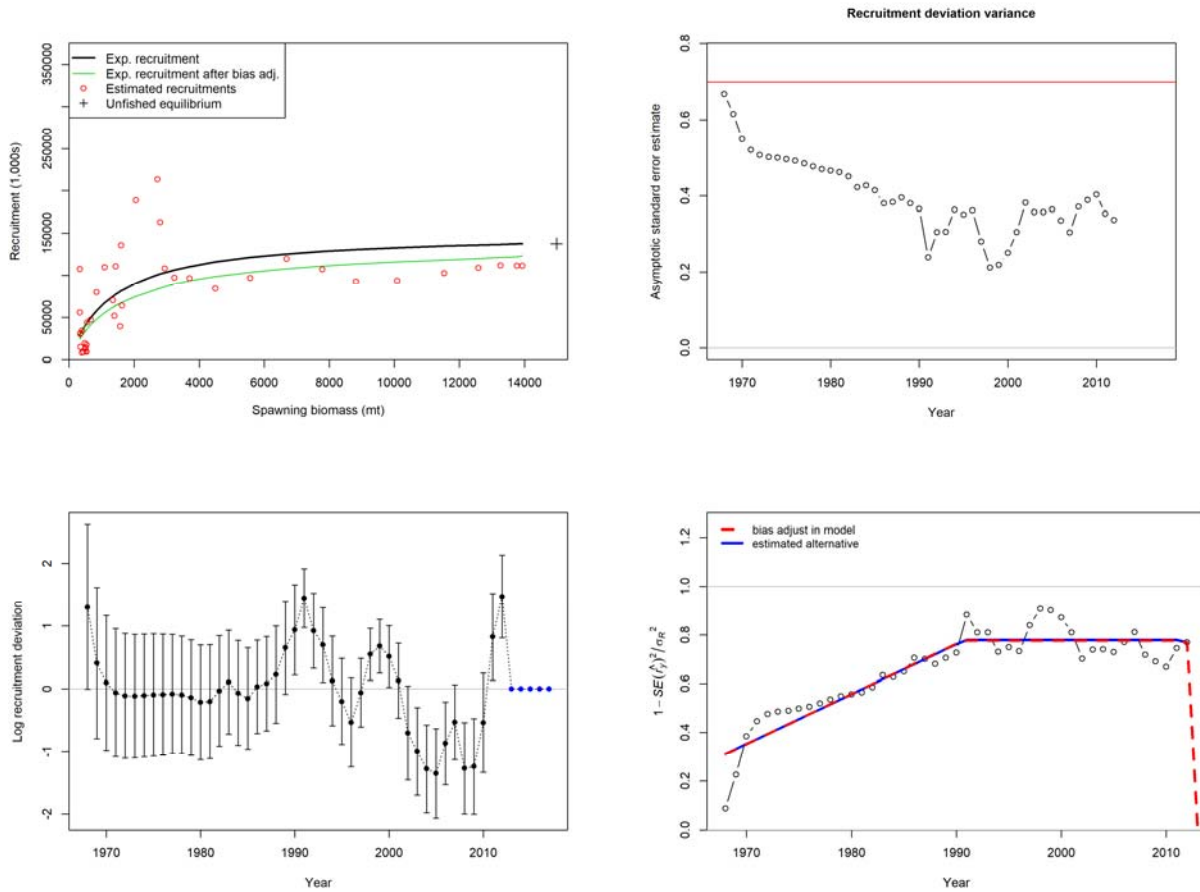 Exp. recruitment
Exp. recruitment after bias adj.
Estimated recruitments
Unfished equilibrium
Recruitment (1,000s)
0 50000 150000 250000 350000
0 2000 4000 6000 8000 10000 12000 14000
Spawning biomass (mt)
Recruitment deviation variance
Asymptotic standard error estimate
0.0 0.2 0.4 0.6 0.8
1970 1980 1990 2000 2010
Year
Log recruitment deviation
-2 -1 0 1 2
1970 1980 1990 2000 2010
Year
bias adjust in model
estimated alternative
1 − SE(r̂y)² / σR²
0.0 0.2 0.4 0.6 0.8 1.0 1.2
1970 1980 1990 2000 2010
Year